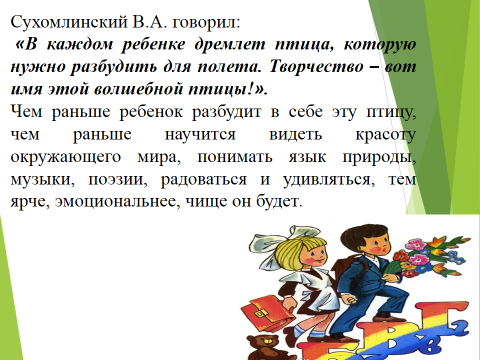 Сухомлинский В.А. говорил:
«В каждом ребенке дремлет птица, которую
нужно разбудить для полета. Творчество – вот
имя этой волшебной птицы!».
Чем раньше ребенок разбудит в себе эту птицу,
чем раньше научится видеть красоту
окружающего мира, понимать язык природы,
музыки, поэзии, радоваться и удивляться, тем
ярче, эмоциональнее, чище он будет.
БВГ